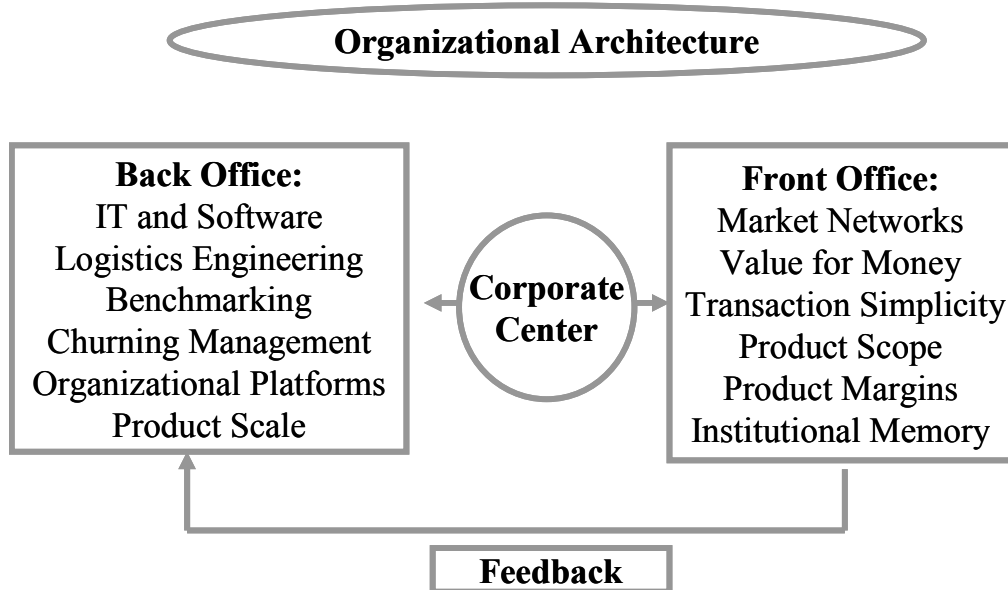 Organizational Architecture
Back Office:
IT and Software
Logistics Engineering
Benchmarking
Churning Management
Organizational Platforms
Product Scale
Corporate
Center
Front Office:
Market Networks
Value for Money
Transaction Simplicity
Product Scope
Product Margins
Institutional Memory
Feedback